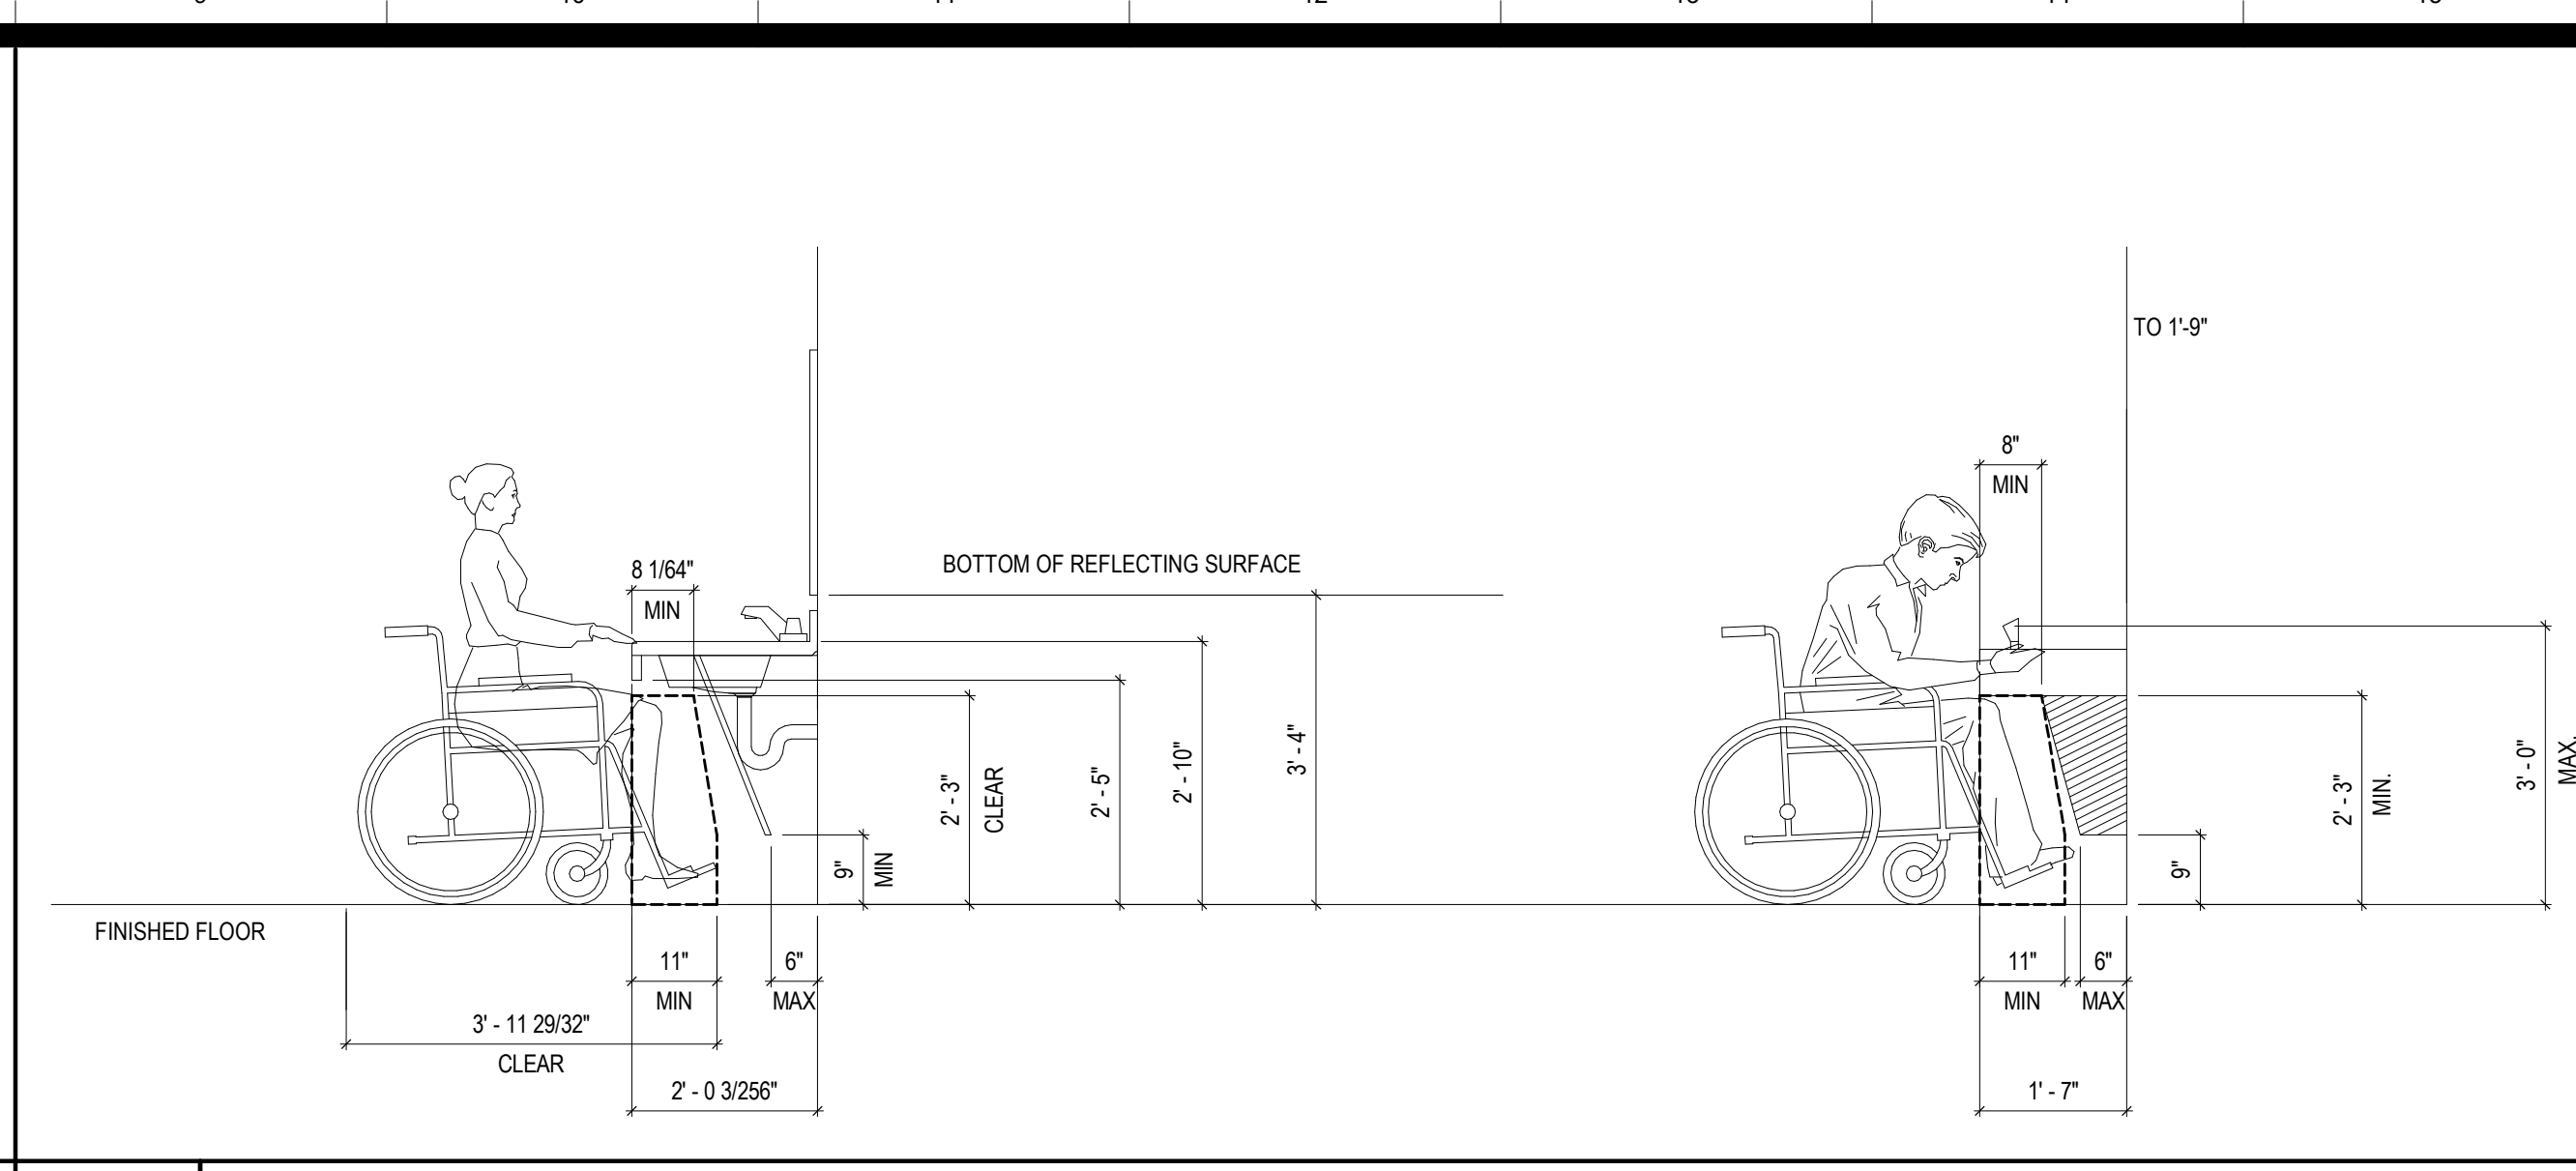 TO 1'-9"
8"
MIN
BOTTOM OF REFLECTING SURFACE
8 1/64"
MIN
2' - 3"
CLEAR
2' - 5"
2' - 10"
3' - 4"
9"
MIN
2' - 3"
MIN.
3' - 0"
MAX.
9"
FINISHED FLOOR
11"
MIN
6"
MAX
3' - 11 29/32"
CLEAR
2' - 0 3/256"
11"
MIN
6"
MAX
1' - 7"